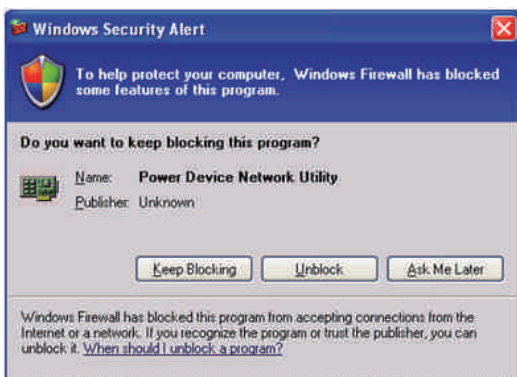 Windows Security Alert
To help protect your computer, Windows Firewall has blocked
some features of this program.
Do you want to keep blocking this program?
Name: Power Device Network Utility
Publisher: Unknown
Keep Blocking Unblock Ask Me Later
Windows Firewall has blocked this program from accepting connections from the
Internet or a network. If you recognize the program or trust the publisher, you can
unblock it. When should I unblock a program?